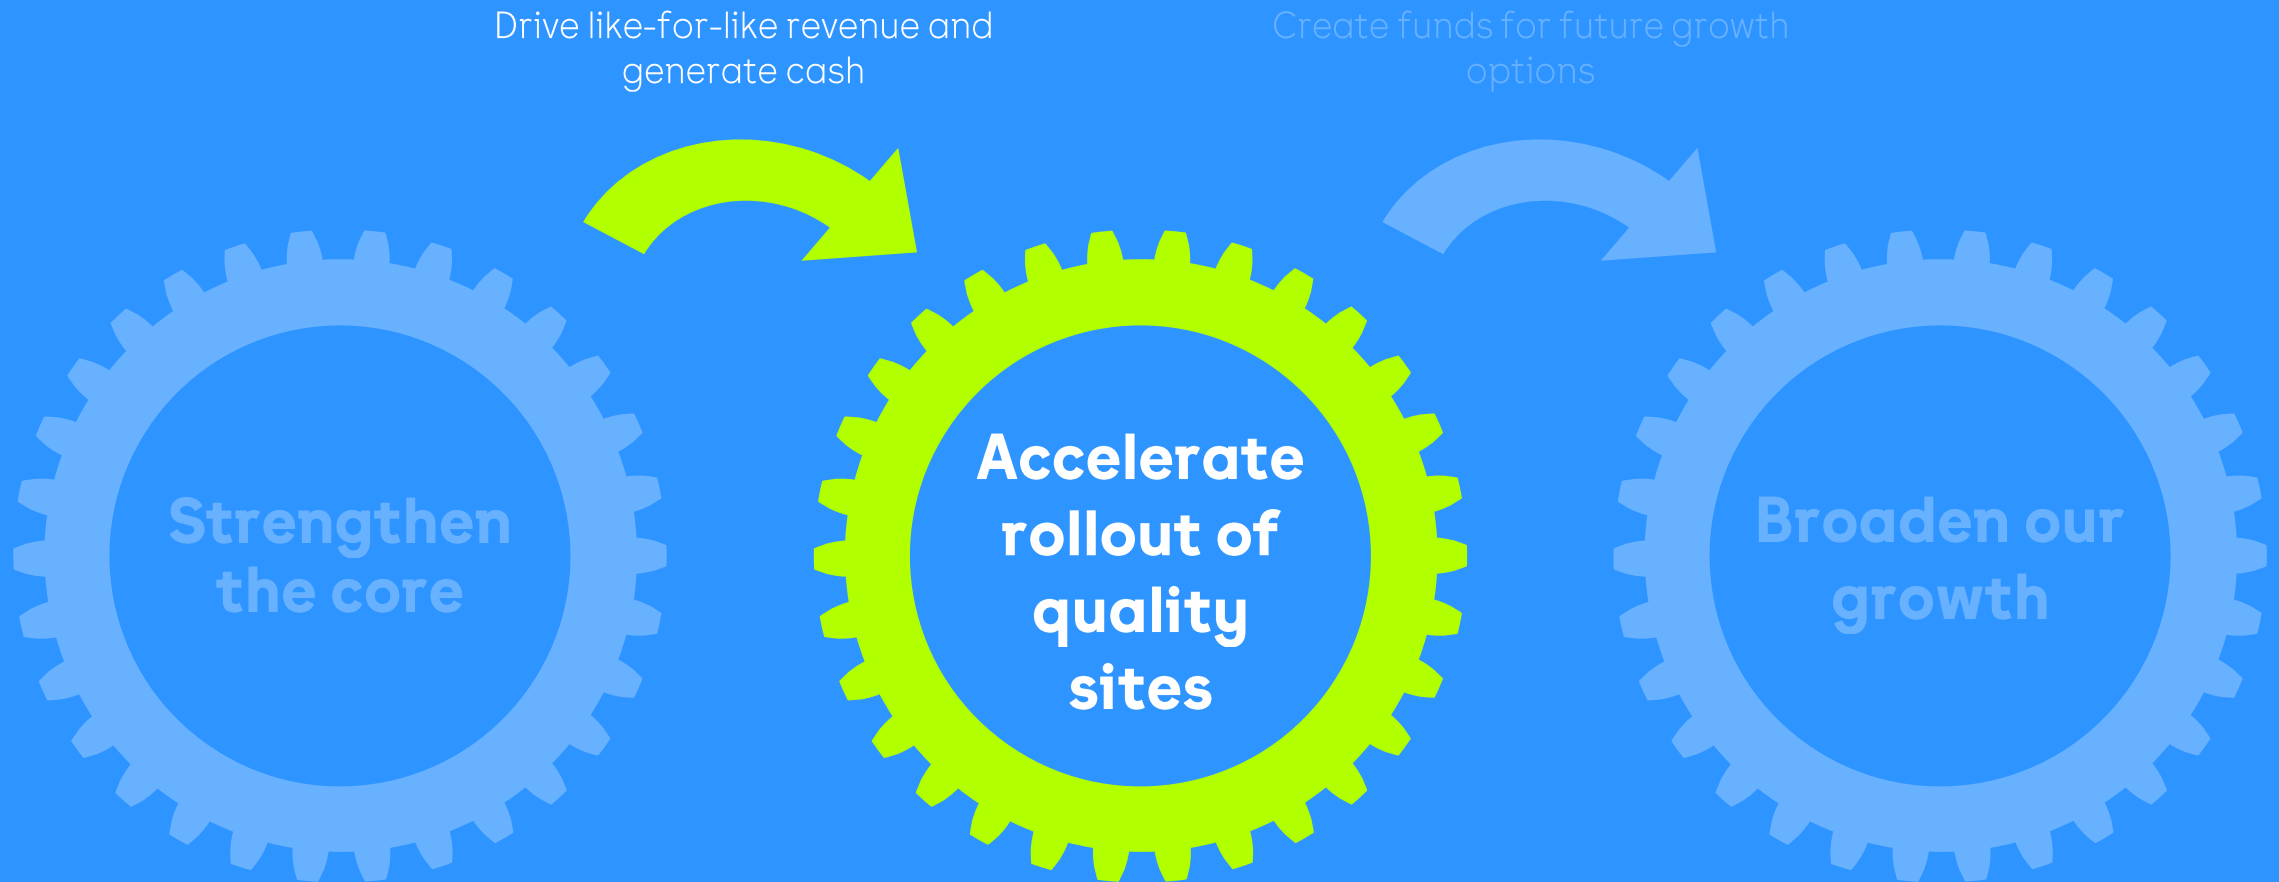 Drive like-for-like revenue and
generate cash
Create funds for future growth
options
Strengthen
the core
Accelerate
rollout of
quality
sites
Broaden our
growth